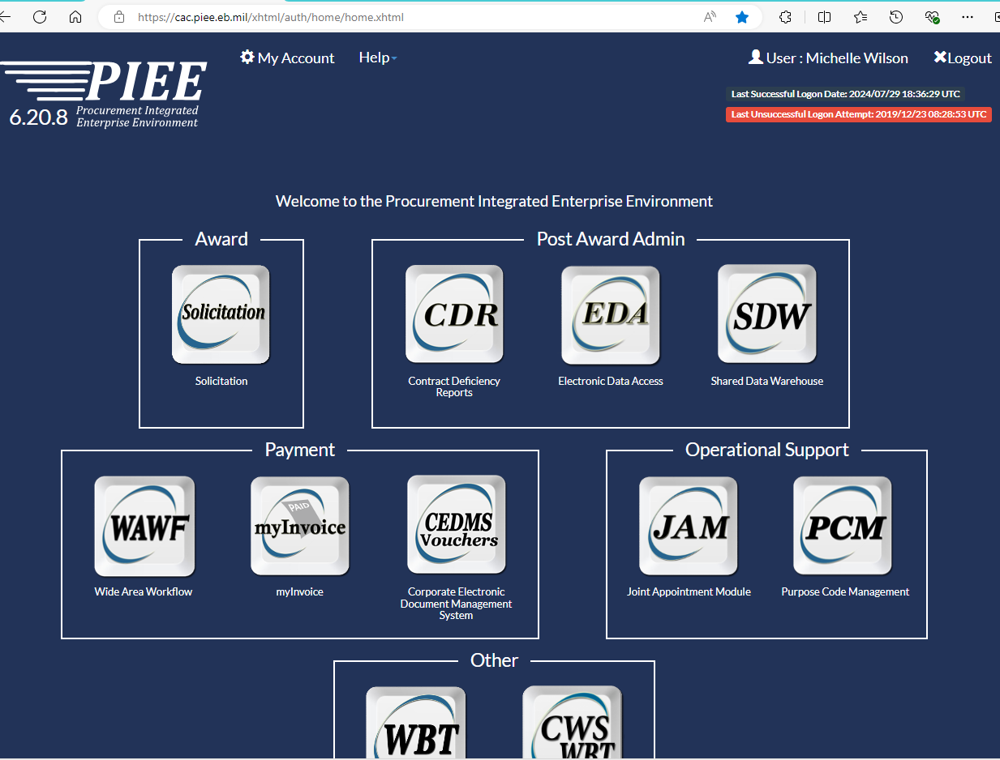 https://cac.piee.eb.mil/xhtml/auth/home/home.xhtml
My Account Help
User : Michelle Wilson Logout
PIEE
6.20.8
Procurement Integrated
Enterprise Environment
Last Successful Logon Date: 2024/07/29 18:36:29 UTC
Last Unsuccessful Logon Attempt: 2019/12/23 08:28:53 UTC
Welcome to the Procurement Integrated Enterprise Environment
Award
Solicitation
Solicitation
Post Award Admin
CDR
Contract Deficiency
Reports
EDA
Electronic Data Access
SDW
Shared Data Warehouse
Payment
WAWF
Wide Area Workflow
PAID
myInvoice
myInvoice
CEDMS
Vouchers
Corporate Electronic
Document Management
System
Operational Support
JAM
Joint Appointment Module
PCM
Purpose Code Management
Other
WBT
CWS
WBT